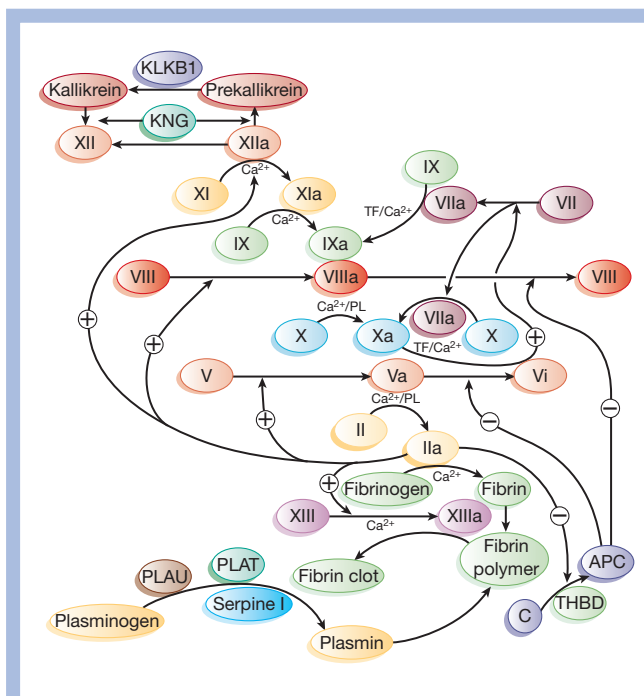 KLKB1
Kallikrein
Prekallikrein
KNG
XII
XIIa
Ca²⁺
IX
XI
XIa
VIIa
VII
TF/Ca²⁺
IX
Ca²⁺
IXa
VIII
VIIIa
VIII
+
Ca²⁺/PL
VIIa
X
Xa
X
+
+
TF/Ca²⁺
V
Va
Vi
Ca²⁺/PL
−
II
+
−
IIa
+
Ca²⁺
Fibrinogen
Fibrin
XIII
XIIIa
−
Ca²⁺
Fibrin
polymer
APC
PLAU
PLAT
Fibrin clot
Serpine I
C
THBD
Plasminogen
Plasmin